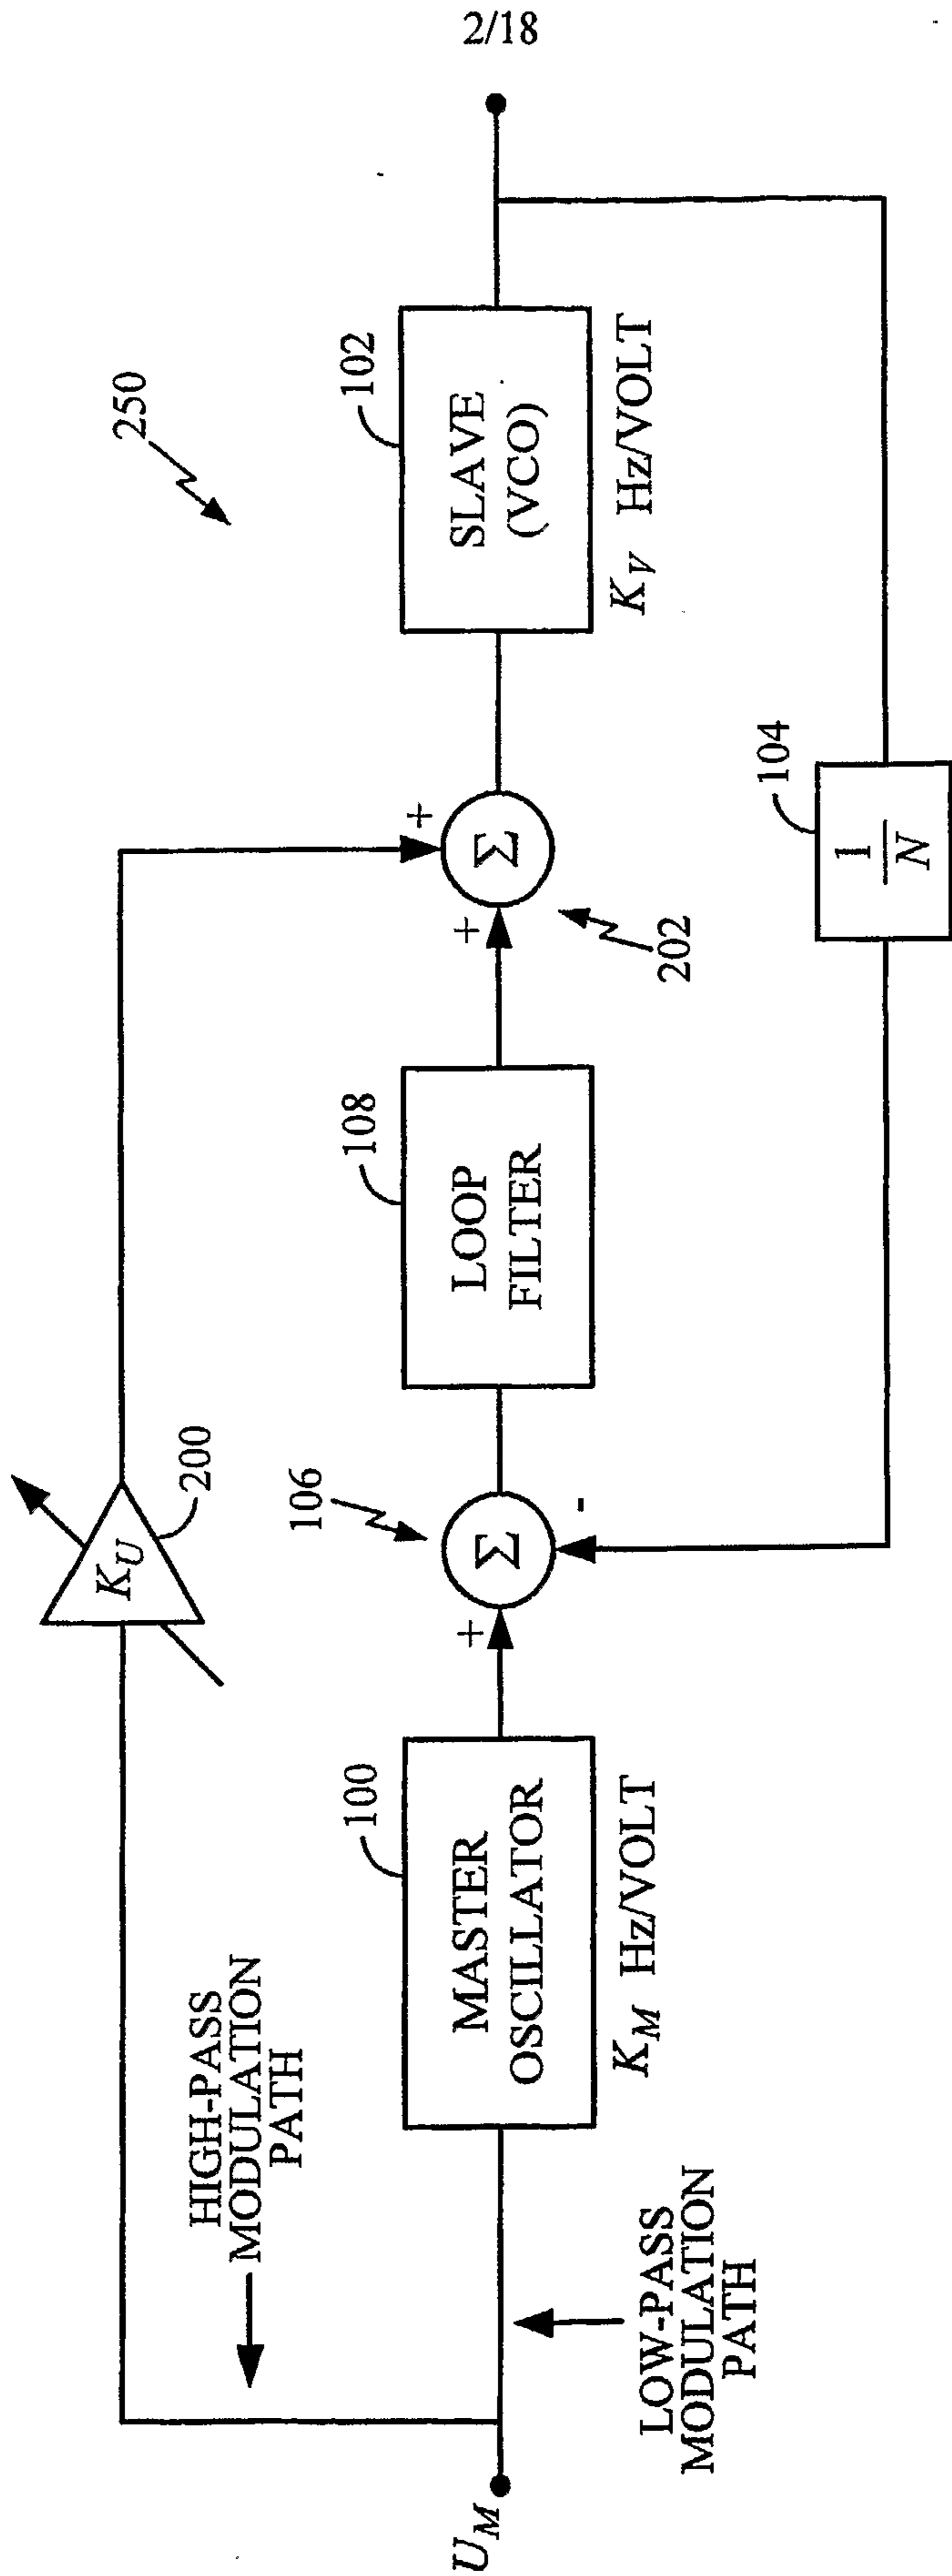 2/18
250
K_U
200
HIGH-PASS
MODULATION
PATH
U_M
LOW-PASS
MODULATION
PATH
100
MASTER
OSCILLATOR
K_M Hz/VOLT
106
+
Σ
-
108
LOOP
FILTER
+
+
Σ
202
102
SLAVE
(VCO)
K_V Hz/VOLT
104
1
N